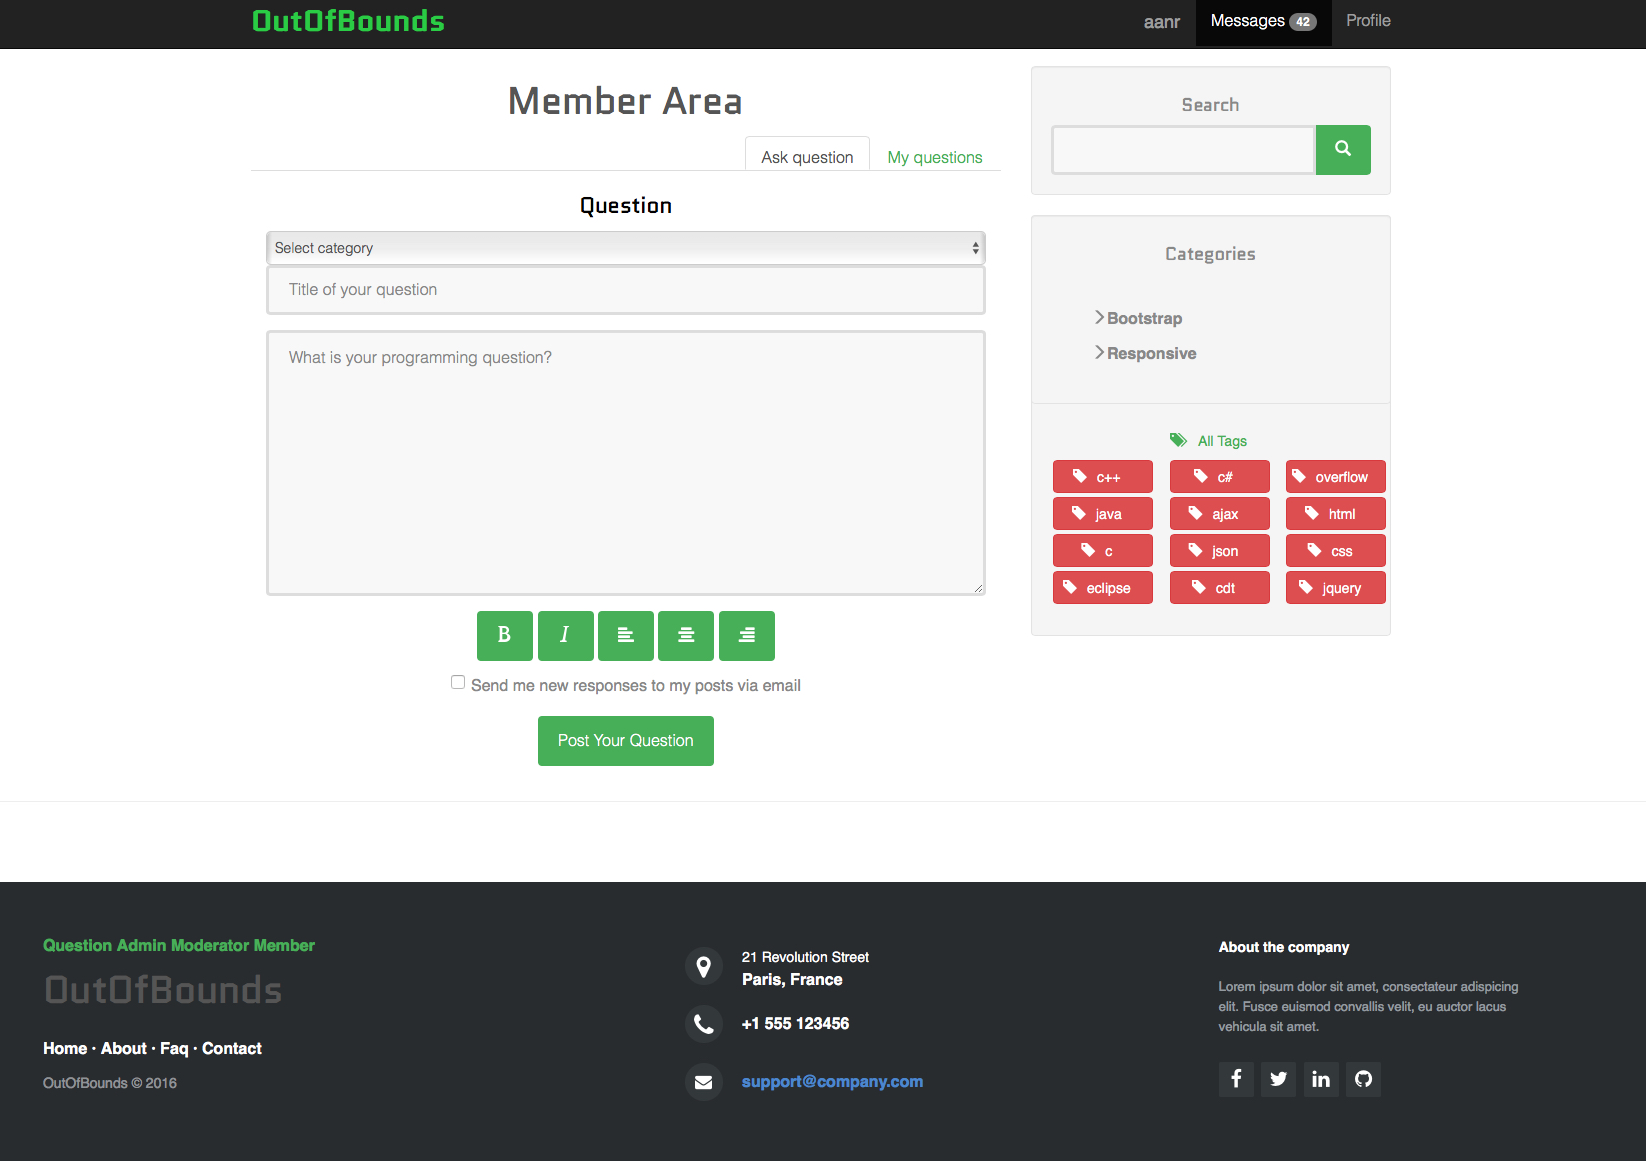 OutOfBounds
aanr Messages 42 Profile
Member Area
Ask question My questions
Question
Select category
Title of your question
What is your programming question?
B I
Send me new responses to my posts via email
Post Your Question
Search
Categories
Bootstrap
Responsive
All Tags
c++ c# overflow
java ajax html
c json css
eclipse cdt jquery
Question Admin Moderator Member
OutOfBounds
Home · About · Faq · Contact
OutOfBounds © 2016
21 Revolution Street
Paris, France
+1 555 123456
support@company.com
About the company
Lorem ipsum dolor sit amet, consectateur adipiscing
elit. Fusce euismod convallis velit, eu auctor lacus
vehicula sit amet.